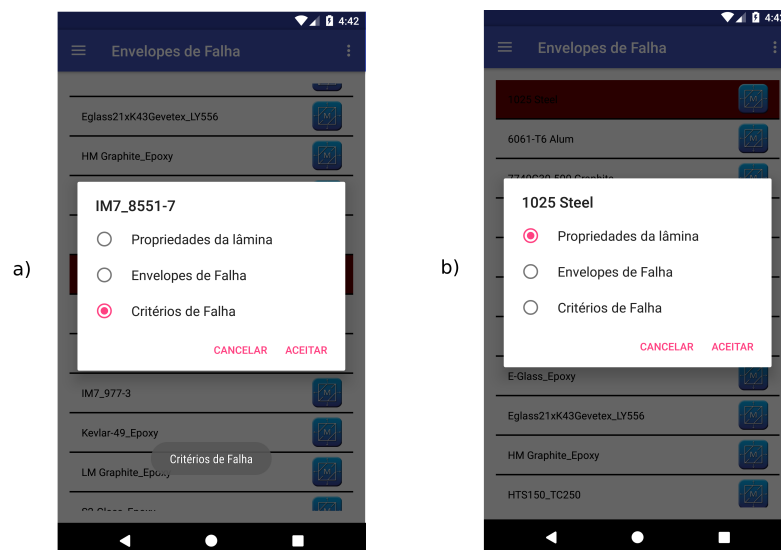 a)
4:42
Envelopes de Falha
Eglass21xK43Gevetex_LY556
HM Graphite_Epoxy
IM7_8551-7
Propriedades da lâmina
Envelopes de Falha
Critérios de Falha
CANCELAR ACEITAR
IM7_977-3
Kevlar-49_Epoxy
LM Graphite_Epoxy
Critérios de Falha
b)
4:42
Envelopes de Falha
1025 Steel
6061-T6 Alum
1025 Steel
Propriedades da lâmina
Envelopes de Falha
Critérios de Falha
CANCELAR ACEITAR
E-Glass_Epoxy
Eglass21xK43Gevetex_LY556
HM Graphite_Epoxy
HTS150_TC250